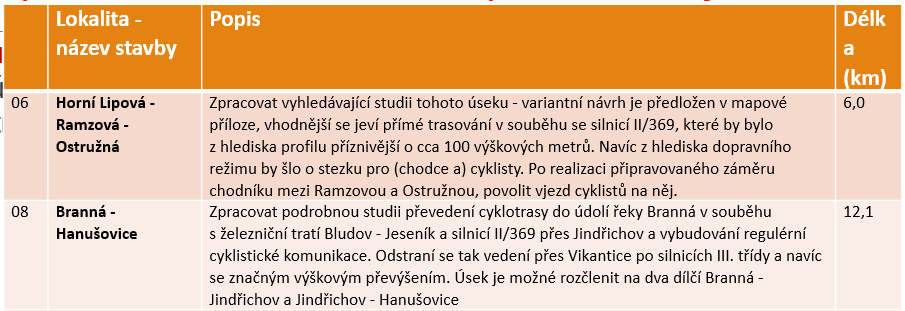 Lokalita -
název stavby
Popis
Délk
a
(km)
06
Horní Lipová -
Ramzová -
Ostružná
Zpracovat vyhledávající studii tohoto úseku - variantní návrh je předložen v mapové
příloze, vhodnější se jeví přímé trasování v souběhu se silnicí II/369, které by bylo
z hlediska profilu příznivější o cca 100 výškových metrů. Navíc z hlediska dopravního
režimu by šlo o stezku pro (chodce a) cyklisty. Po realizaci připravovaného záměru
chodníku mezi Ramzovou a Ostružnou, povolit vjezd cyklistů na něj.
6,0
08
Branná -
Hanušovice
Zpracovat podrobnou studii převedení cyklotrasy do údolí řeky Branná v souběhu
s železniční tratí Bludov - Jeseník a silnicí II/369 přes Jindřichov a vybudování regulérní
cyklistické komunikace. Odstraní se tak vedení přes Vikantice po silnicích III. třídy a navíc
se značným výškovým převýšením. Úsek je možné rozčlenit na dva dílčí Branná -
Jindřichov a Jindřichov - Hanušovice
12,1